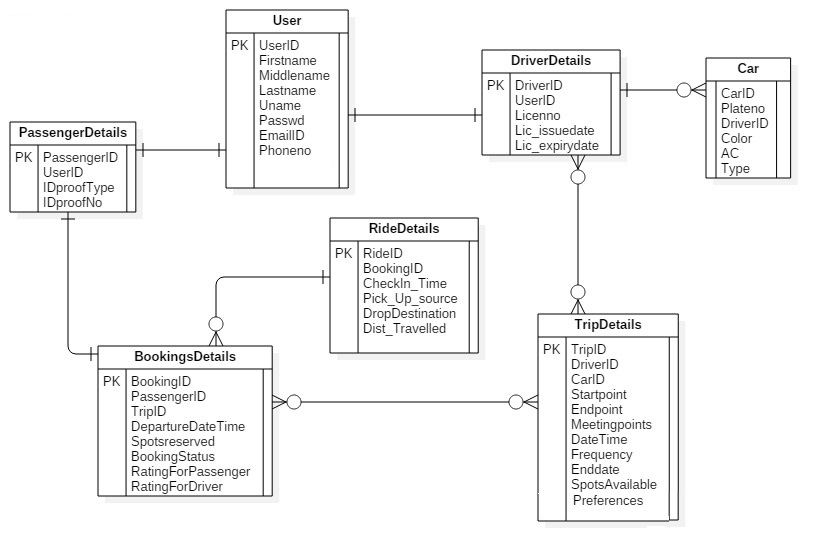 User
PK
UserID
Firstname
Middlename
Lastname
Uname
Passwd
EmailID
Phoneno
DriverDetails
PK
DriverID
UserID
Licenno
Lic_issuedate
Lic_expirydate
Car
CarID
Plateno
DriverID
Color
AC
Type
PassengerDetails
PK
PassengerID
UserID
IDproofType
IDproofNo
RideDetails
PK
RideID
BookingID
CheckIn_Time
Pick_Up_source
DropDestination
Dist_Travelled
BookingsDetails
PK
BookingID
PassengerID
TripID
DepartureDateTime
Spotsreserved
BookingStatus
RatingForPassenger
RatingForDriver
TripDetails
PK
TripID
DriverID
CarID
Startpoint
Endpoint
Meetingpoints
DateTime
Frequency
Enddate
SpotsAvailable
Preferences